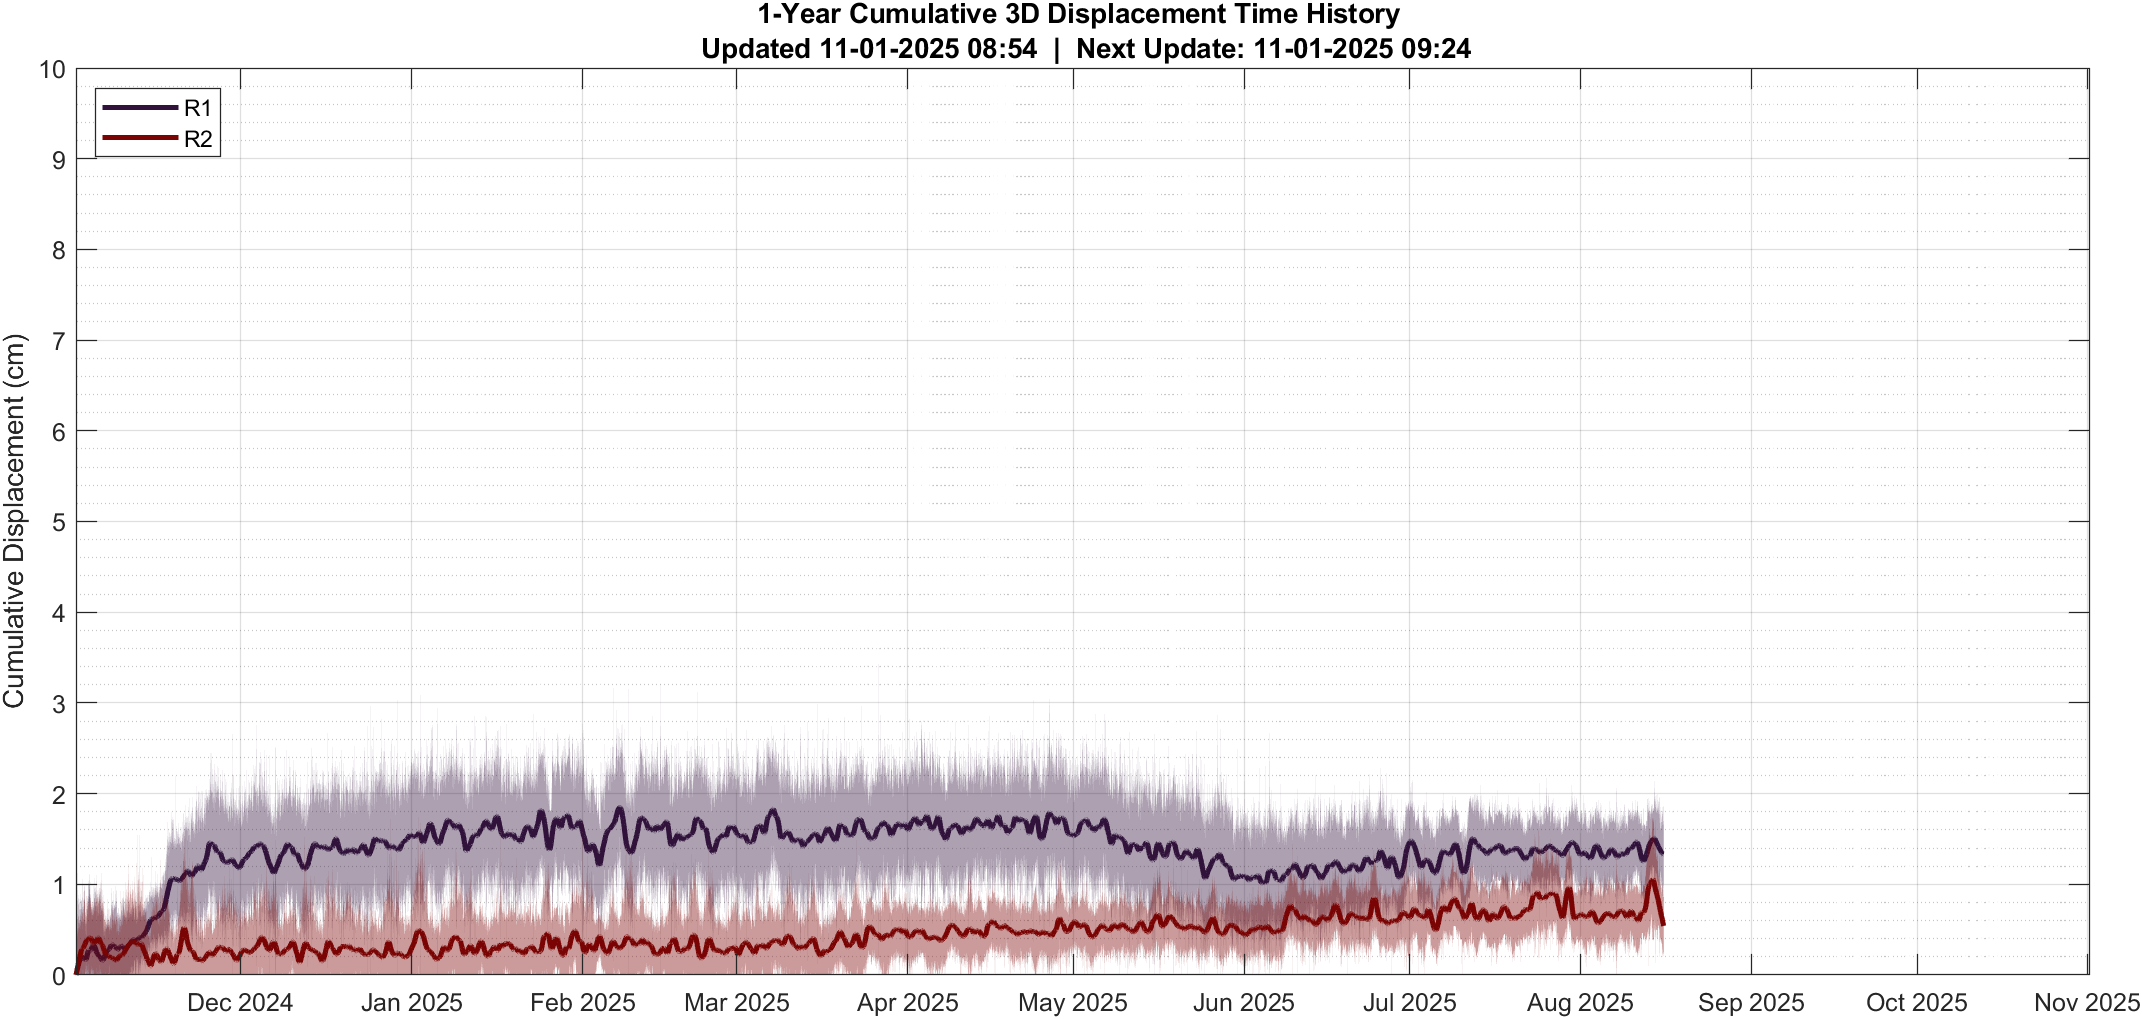 1-Year Cumulative 3D Displacement Time History
Updated 11-01-2025 08:54 | Next Update: 11-01-2025 09:24
R1
R2
Cumulative Displacement (cm)
10
9
8
7
6
5
4
3
2
1
0
Dec 2024 Jan 2025 Feb 2025 Mar 2025 Apr 2025 May 2025 Jun 2025 Jul 2025 Aug 2025 Sep 2025 Oct 2025 Nov 2025